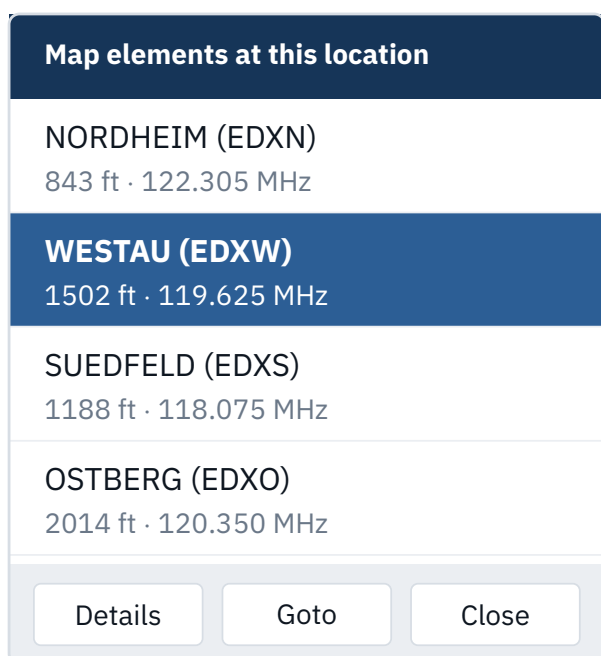 Map elements at this location
NORDHEIM (EDXN)
843 ft · 122.305 MHz
WESTAU (EDXW)
1502 ft · 119.625 MHz
SUEDFELD (EDXS)
1188 ft · 118.075 MHz
OSTBERG (EDXO)
2014 ft · 120.350 MHz
Details Goto Close